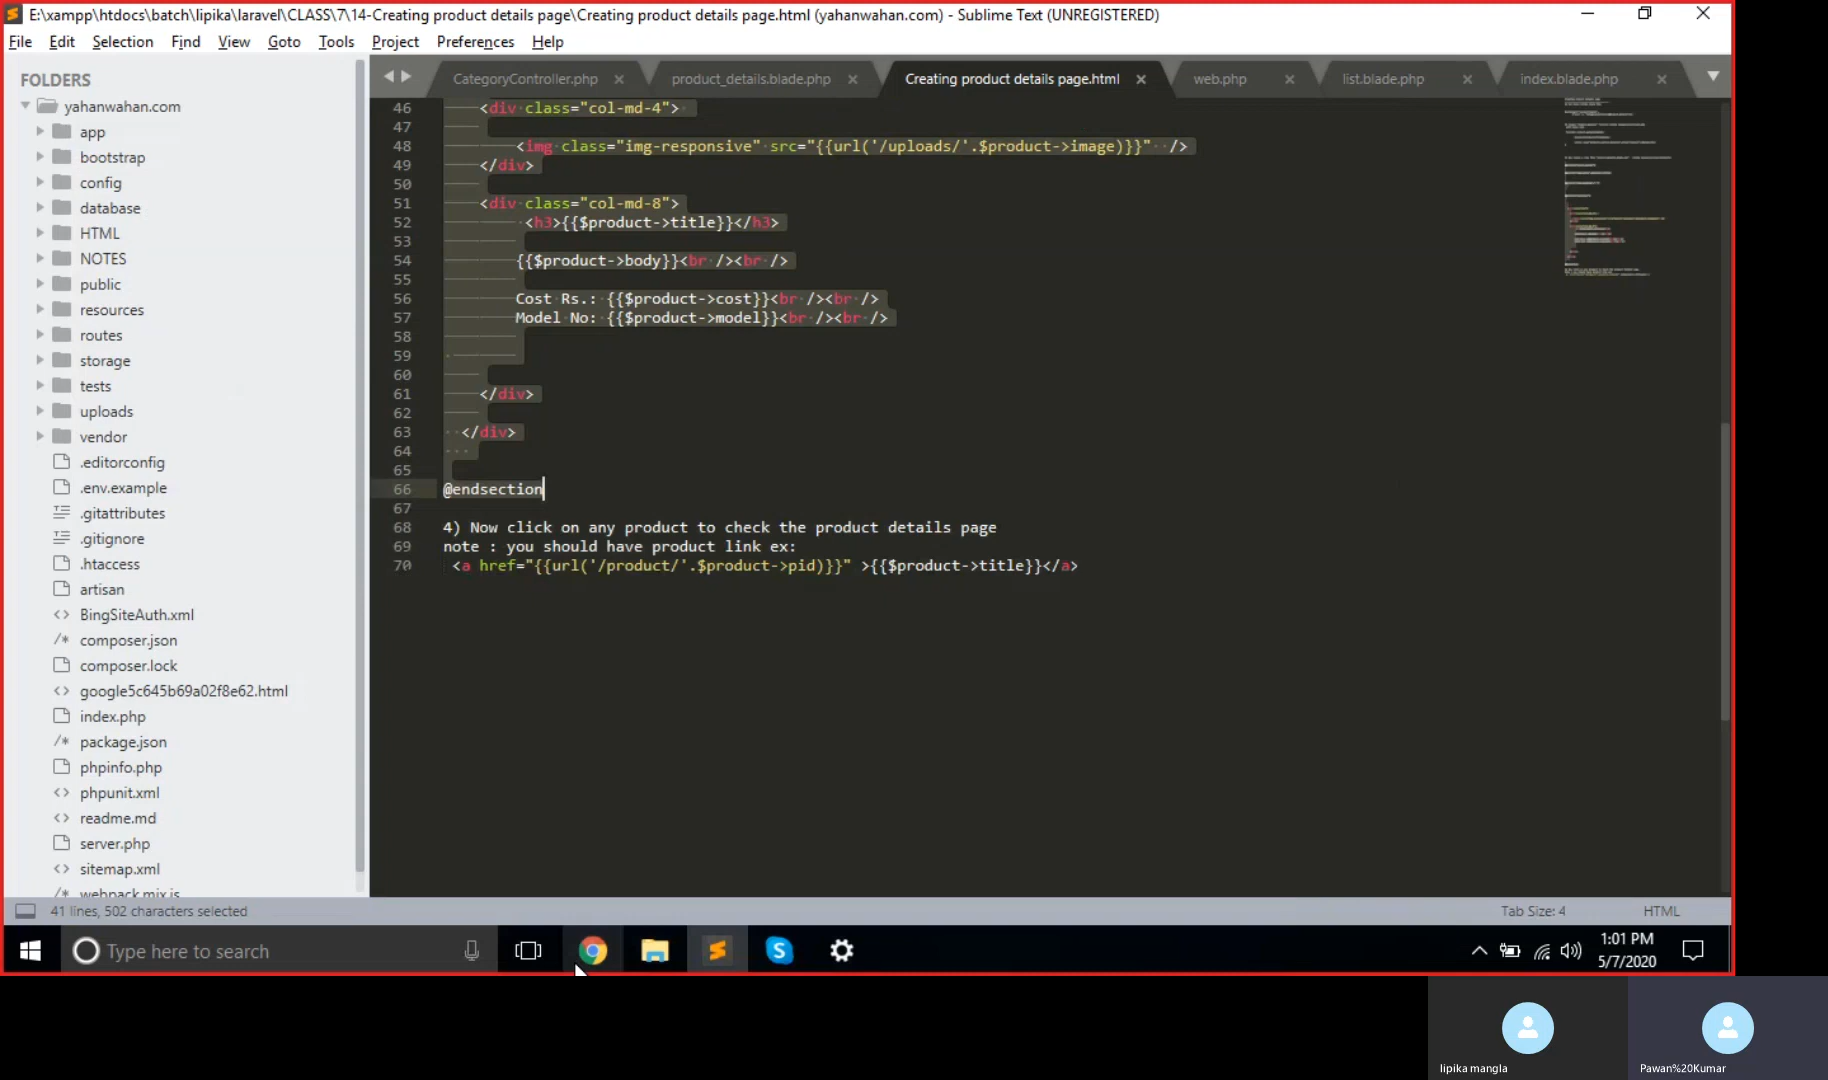 E:\xampp\htdocs\batch\lipika\laravel\CLASS\7\14-Creating product details page\Creating product details page.html (yahanwahan.com) - Sublime Text (UNREGISTERED)
File Edit Selection Find View Goto Tools Project Preferences Help
FOLDERS
yahanwahan.com
app
bootstrap
config
database
HTML
NOTES
public
resources
routes
storage
tests
uploads
vendor
.editorconfig
.env.example
.gitattributes
.gitignore
.htaccess
artisan
BingSiteAuth.xml
composer.json
composer.lock
google5c645b69a02f8e62.html
index.php
package.json
phpinfo.php
phpunit.xml
readme.md
server.php
sitemap.xml
webpack.mix.js
CategoryController.php product_details.blade.php Creating product details page.html web.php list.blade.php index.blade.php
46 <div class="col-md-4">
47
48 <img class="img-responsive" src="{{url('/uploads/'.$product->image)}}" />
49 </div>
50
51 <div class="col-md-8">
52 <h3>{{$product->title}}</h3>
53
54 {{$product->body}}<br /><br />
55
56 Cost Rs.: {{$product->cost}}<br /><br />
57 Model No: {{$product->model}}<br /><br />
58
59
60
61 </div>
62
63 </div>
64
65
66 @endsection
67
68 4) Now click on any product to check the product details page
69 note : you should have product link ex:
70 <a href="{{url('/product/'.$product->pid)}}" >{{$product->title}}</a>
41 lines, 502 characters selected Tab Size: 4 HTML
Type here to search
1:01 PM
5/7/2020
lipika mangla Pawan%20Kumar